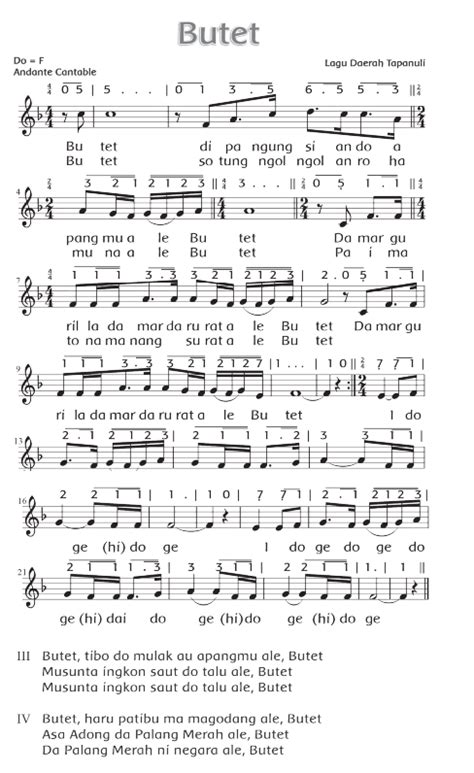 Butet
Do = F
Andante Cantable
Lagu Daerah Tapanuli
4/4 0 5 | 5 . . . | 0 1 . 3 5 | 6 . 5 5 . 3 || 2/4
Bu tet di pa ngung si an do a
Bu tet so tung ngol ngol an ro ha
4 2/4 3 2 1 2 1 2 3 || 4/4 3 . . . || 2/4 0 5 1 . 1 || 4/4
pang mu a le Bu tet Da mar gu
mu na a le Bu tet Pa i ma
7 4/4 1 1 1 3 . 3 3 2 1 2 1 2 3 | 2 . 0 5 1 . 1 |
ril la da mar da ru rat a le Bu tet Da mar gu
to na ma nang su rat a le Bu tet
9 1 1 1 3 . 3 3 2 1 2 1 2 7 | 1 . . 1 0 || 2/4 7 7 1 |
ri la da mar da ru rat a le Bu tet I do
13 2 . 1 2 1 2 3 | 2 . 1 1 . 2 | 3 3 1 1 |
16 2 2 1 1 | 1 . | 1 0 | 7 7 1 | 2 . 1 2 1 2 3 |
ge (hi) do ge I do ge do ge do
21 2 1 1 1 . 3 | 3 1 1 | 2 2 1 1 | 1 . 1 ||
ge (hi) dai do ge (hi)do ge (hi) do ge
III Butet, tibo do mulak au apangmu ale, Butet
Musunta ingkon saut do talu ale, Butet
Musunta ingkon saut do talu ale, Butet
IV Butet, haru patibu ma magodang ale, Butet
Asa Adong da Palang Merah ale, Butet
Da Palang Merah ni negara ale, Butet